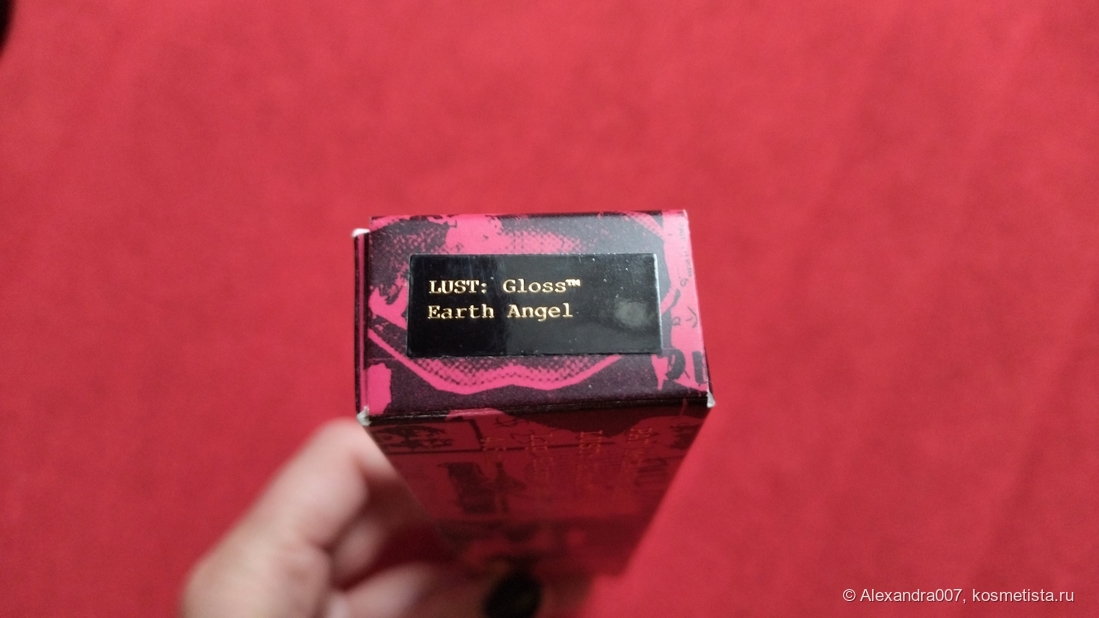 LUST: Gloss™
Earth Angel
© Alexandra007, kosmetista.ru